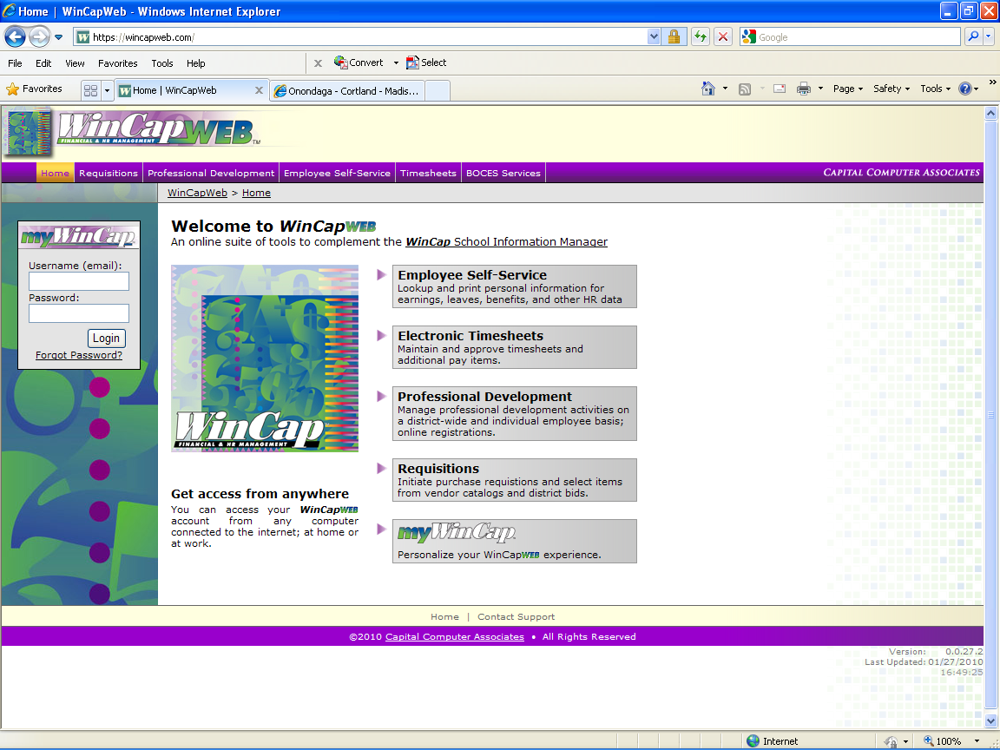 Home | WinCapWeb - Windows Internet Explorer
https://wincapweb.com/
Google
File Edit View Favorites Tools Help
Convert Select
Favorites
Home | WinCapWeb
Onondaga - Cortland - Madis...
Page Safety Tools
WinCapWEB TM
FINANCIAL & HR MANAGEMENT
Home Requisitions Professional Development Employee Self-Service Timesheets BOCES Services
CAPITAL COMPUTER ASSOCIATES
WinCapWeb > Home
myWinCap
Username (email):
Password:
Login
Forgot Password?
Welcome to WinCapWEB
An online suite of tools to complement the WinCap School Information Manager
WinCap
FINANCIAL & HR MANAGEMENT
Get access from anywhere
You can access your WinCapWEB
account from any computer
connected to the internet; at home or
at work.
Employee Self-Service
Lookup and print personal information for
earnings, leaves, benefits, and other HR data
Electronic Timesheets
Maintain and approve timesheets and
additional pay items.
Professional Development
Manage professional development activities on
a district-wide and individual employee basis;
online registrations.
Requisitions
Initiate purchase requistions and select items
from vendor catalogs and district bids.
myWinCap
Personalize your WinCapWEB experience.
Home | Contact Support
©2010 Capital Computer Associates • All Rights Reserved
Version: 0.0.27.2
Last Updated: 01/27/2010
16:49:25
Internet
100%